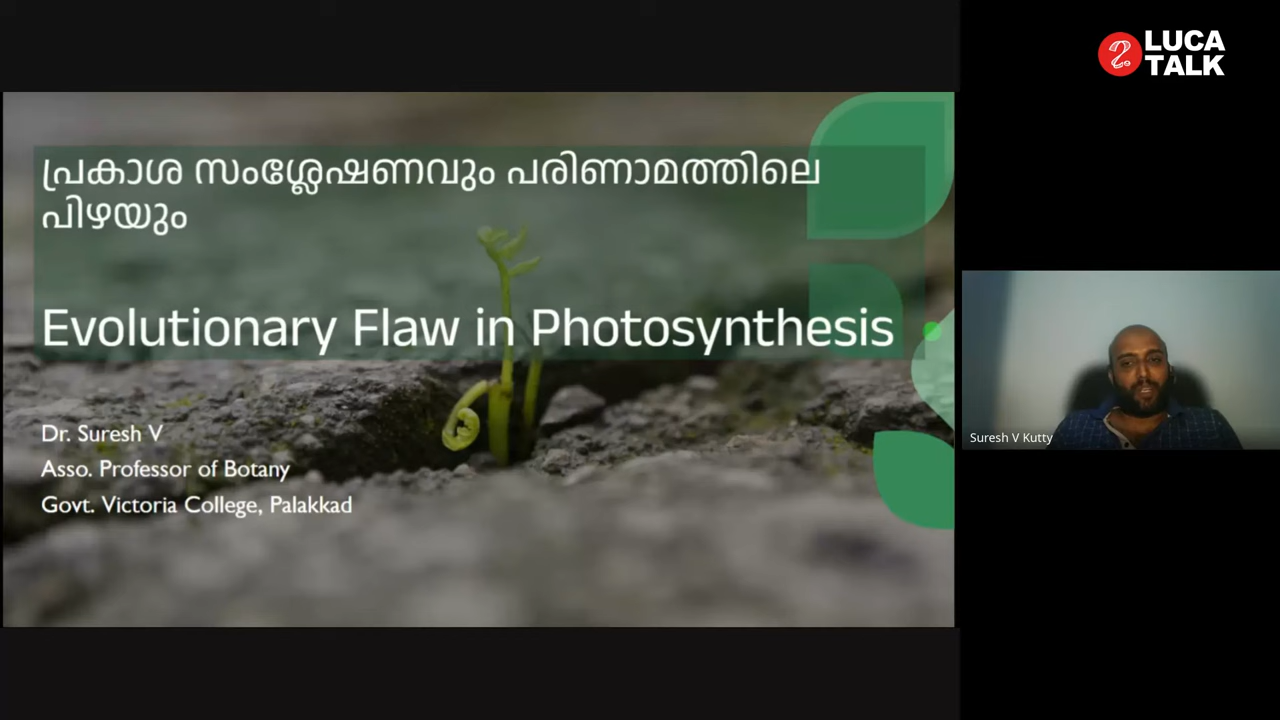 പ്രകാശ സംശ്ലേഷണവും പരിണാമത്തിലെ
പിഴയും
Evolutionary Flaw in Photosynthesis
Dr. Suresh V
Asso. Professor of Botany
Govt. Victoria College, Palakkad
LUCA
TALK
Suresh V Kutty